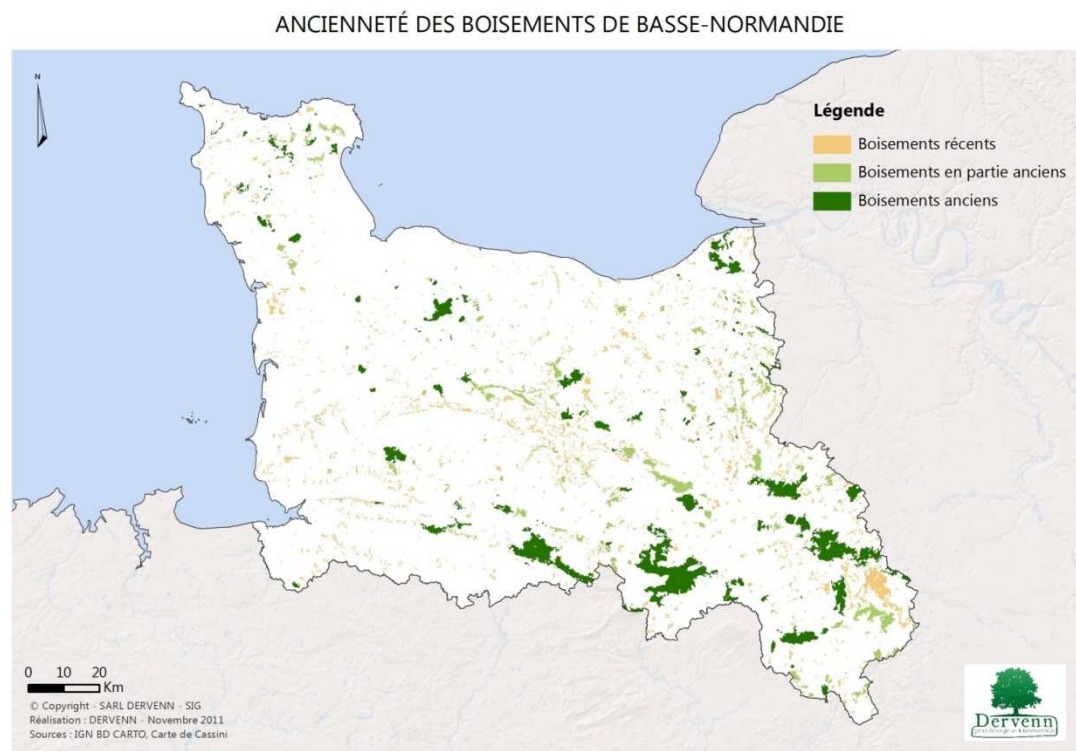 ANCIENNETÉ DES BOISEMENTS DE BASSE-NORMANDIE
N
Légende
Boisements récents
Boisements en partie anciens
Boisements anciens
0 10 20
Km
© Copyright - SARL DERVENN - SIG
Réalisation : DERVENN - Novembre 2011
Sources : IGN BD CARTO, Carte de Cassini
Dervenn